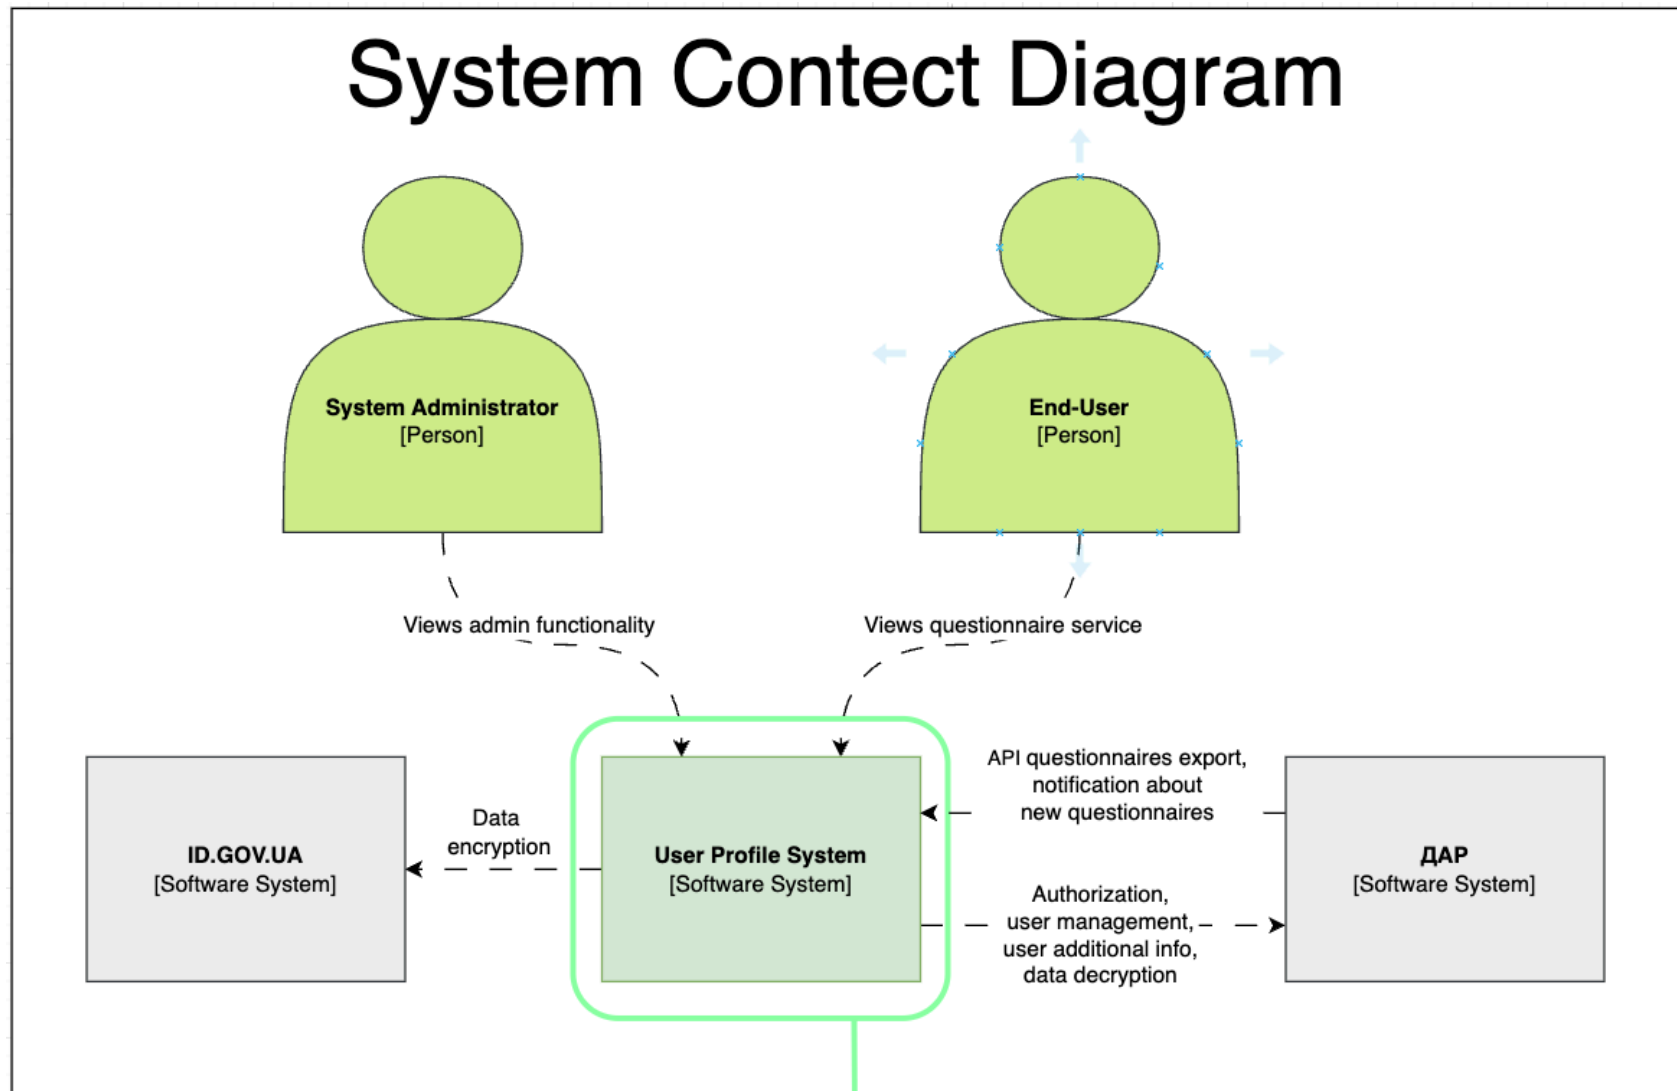 System Contect Diagram
System Administrator
[Person]
End-User
[Person]
Views admin functionality
Views questionnaire service
ID.GOV.UA
[Software System]
Data
encryption
User Profile System
[Software System]
API questionnaires export,
notification about
new questionnaires
Authorization,
user management,
user additional info,
data decryption
ДАР
[Software System]